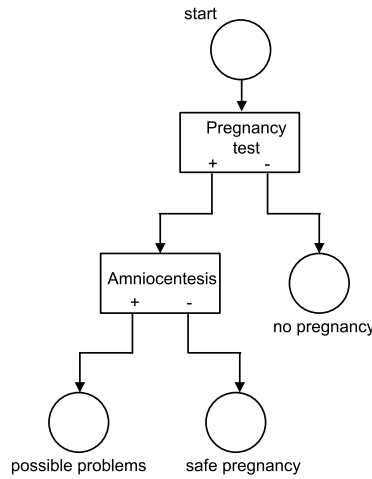 start
Pregnancy
test
+ -
Amniocentesis
+ -
no pregnancy
possible problems
safe pregnancy